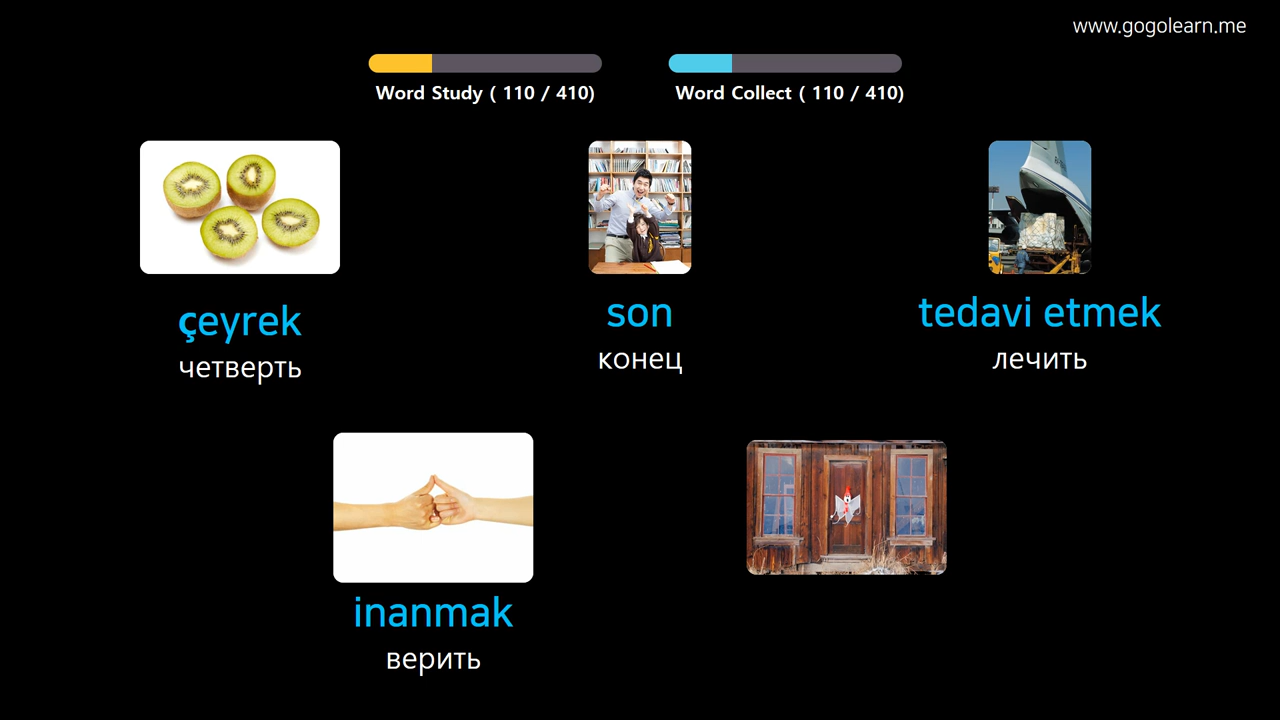 www.gogolearn.me
Word Study ( 110 / 410)
Word Collect ( 110 / 410)
çeyrek
четверть
son
конец
tedavi etmek
лечить
inanmak
верить